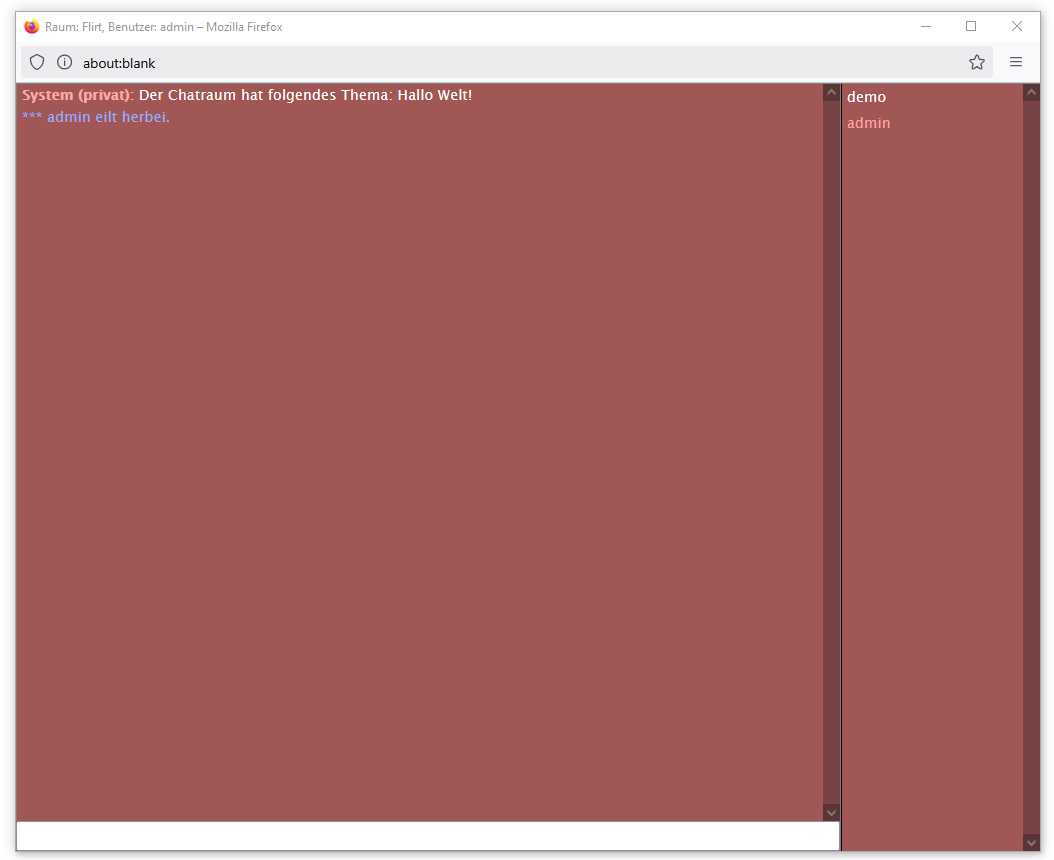 Raum: Flirt, Benutzer: admin – Mozilla Firefox
about:blank
System (privat): Der Chatraum hat folgendes Thema: Hallo Welt!
*** admin eilt herbei.
demo
admin